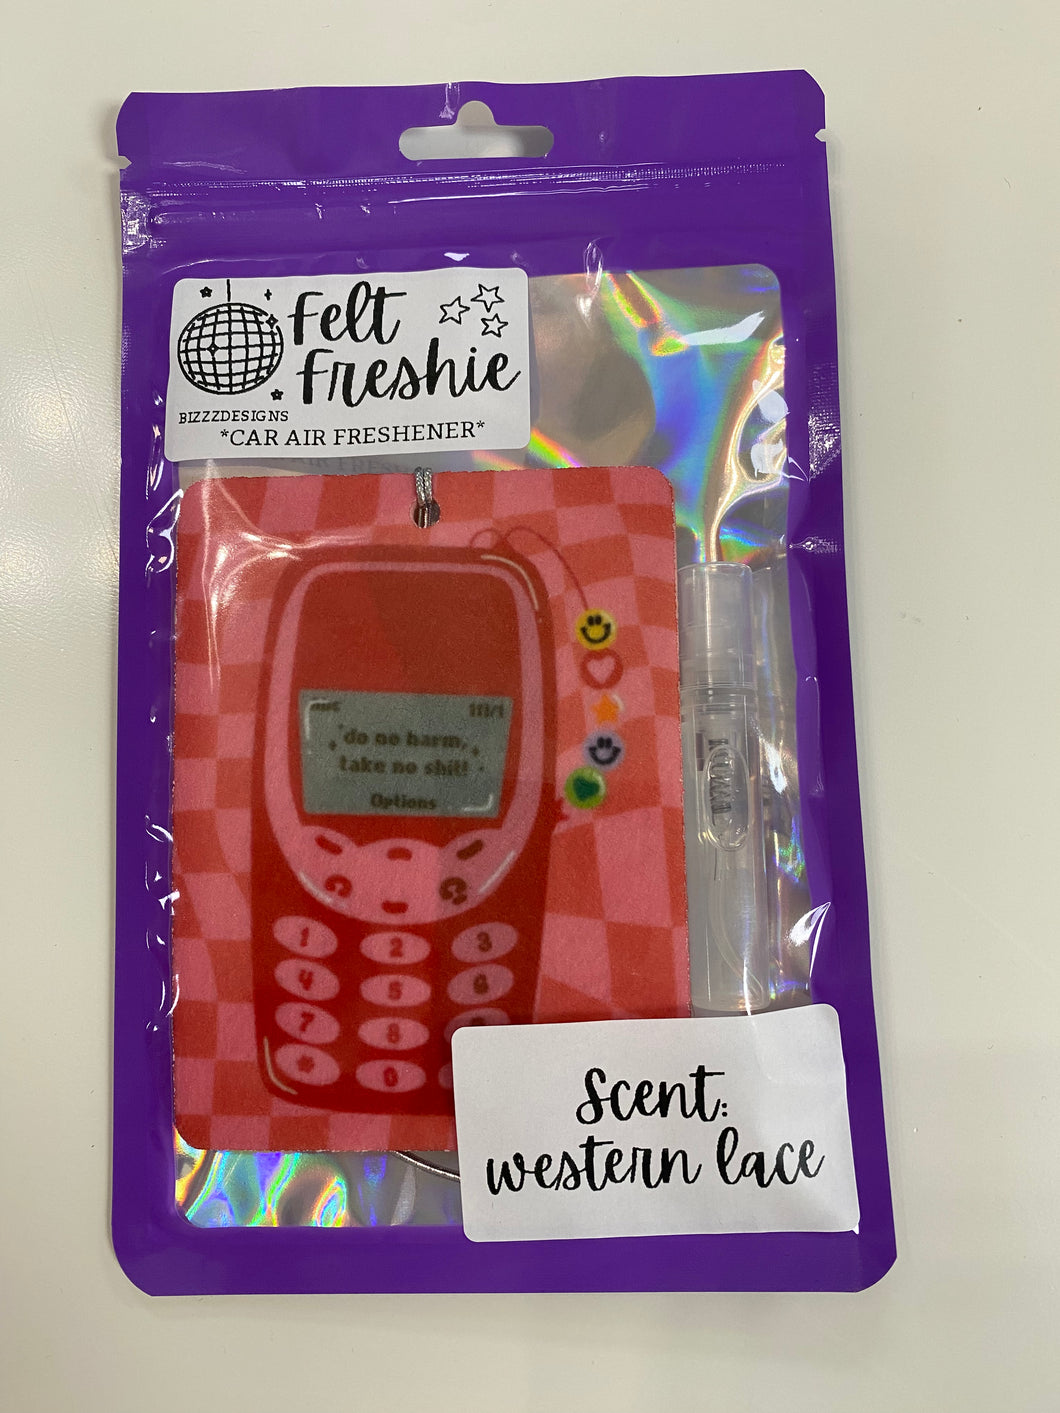 Felt
Freshie
BIZZZDESIGNS
*CAR AIR FRESHENER*
do no harm,
take no shit!
Options
1 2 3
4 5 6
7 8
* 0
Scent:
western lace